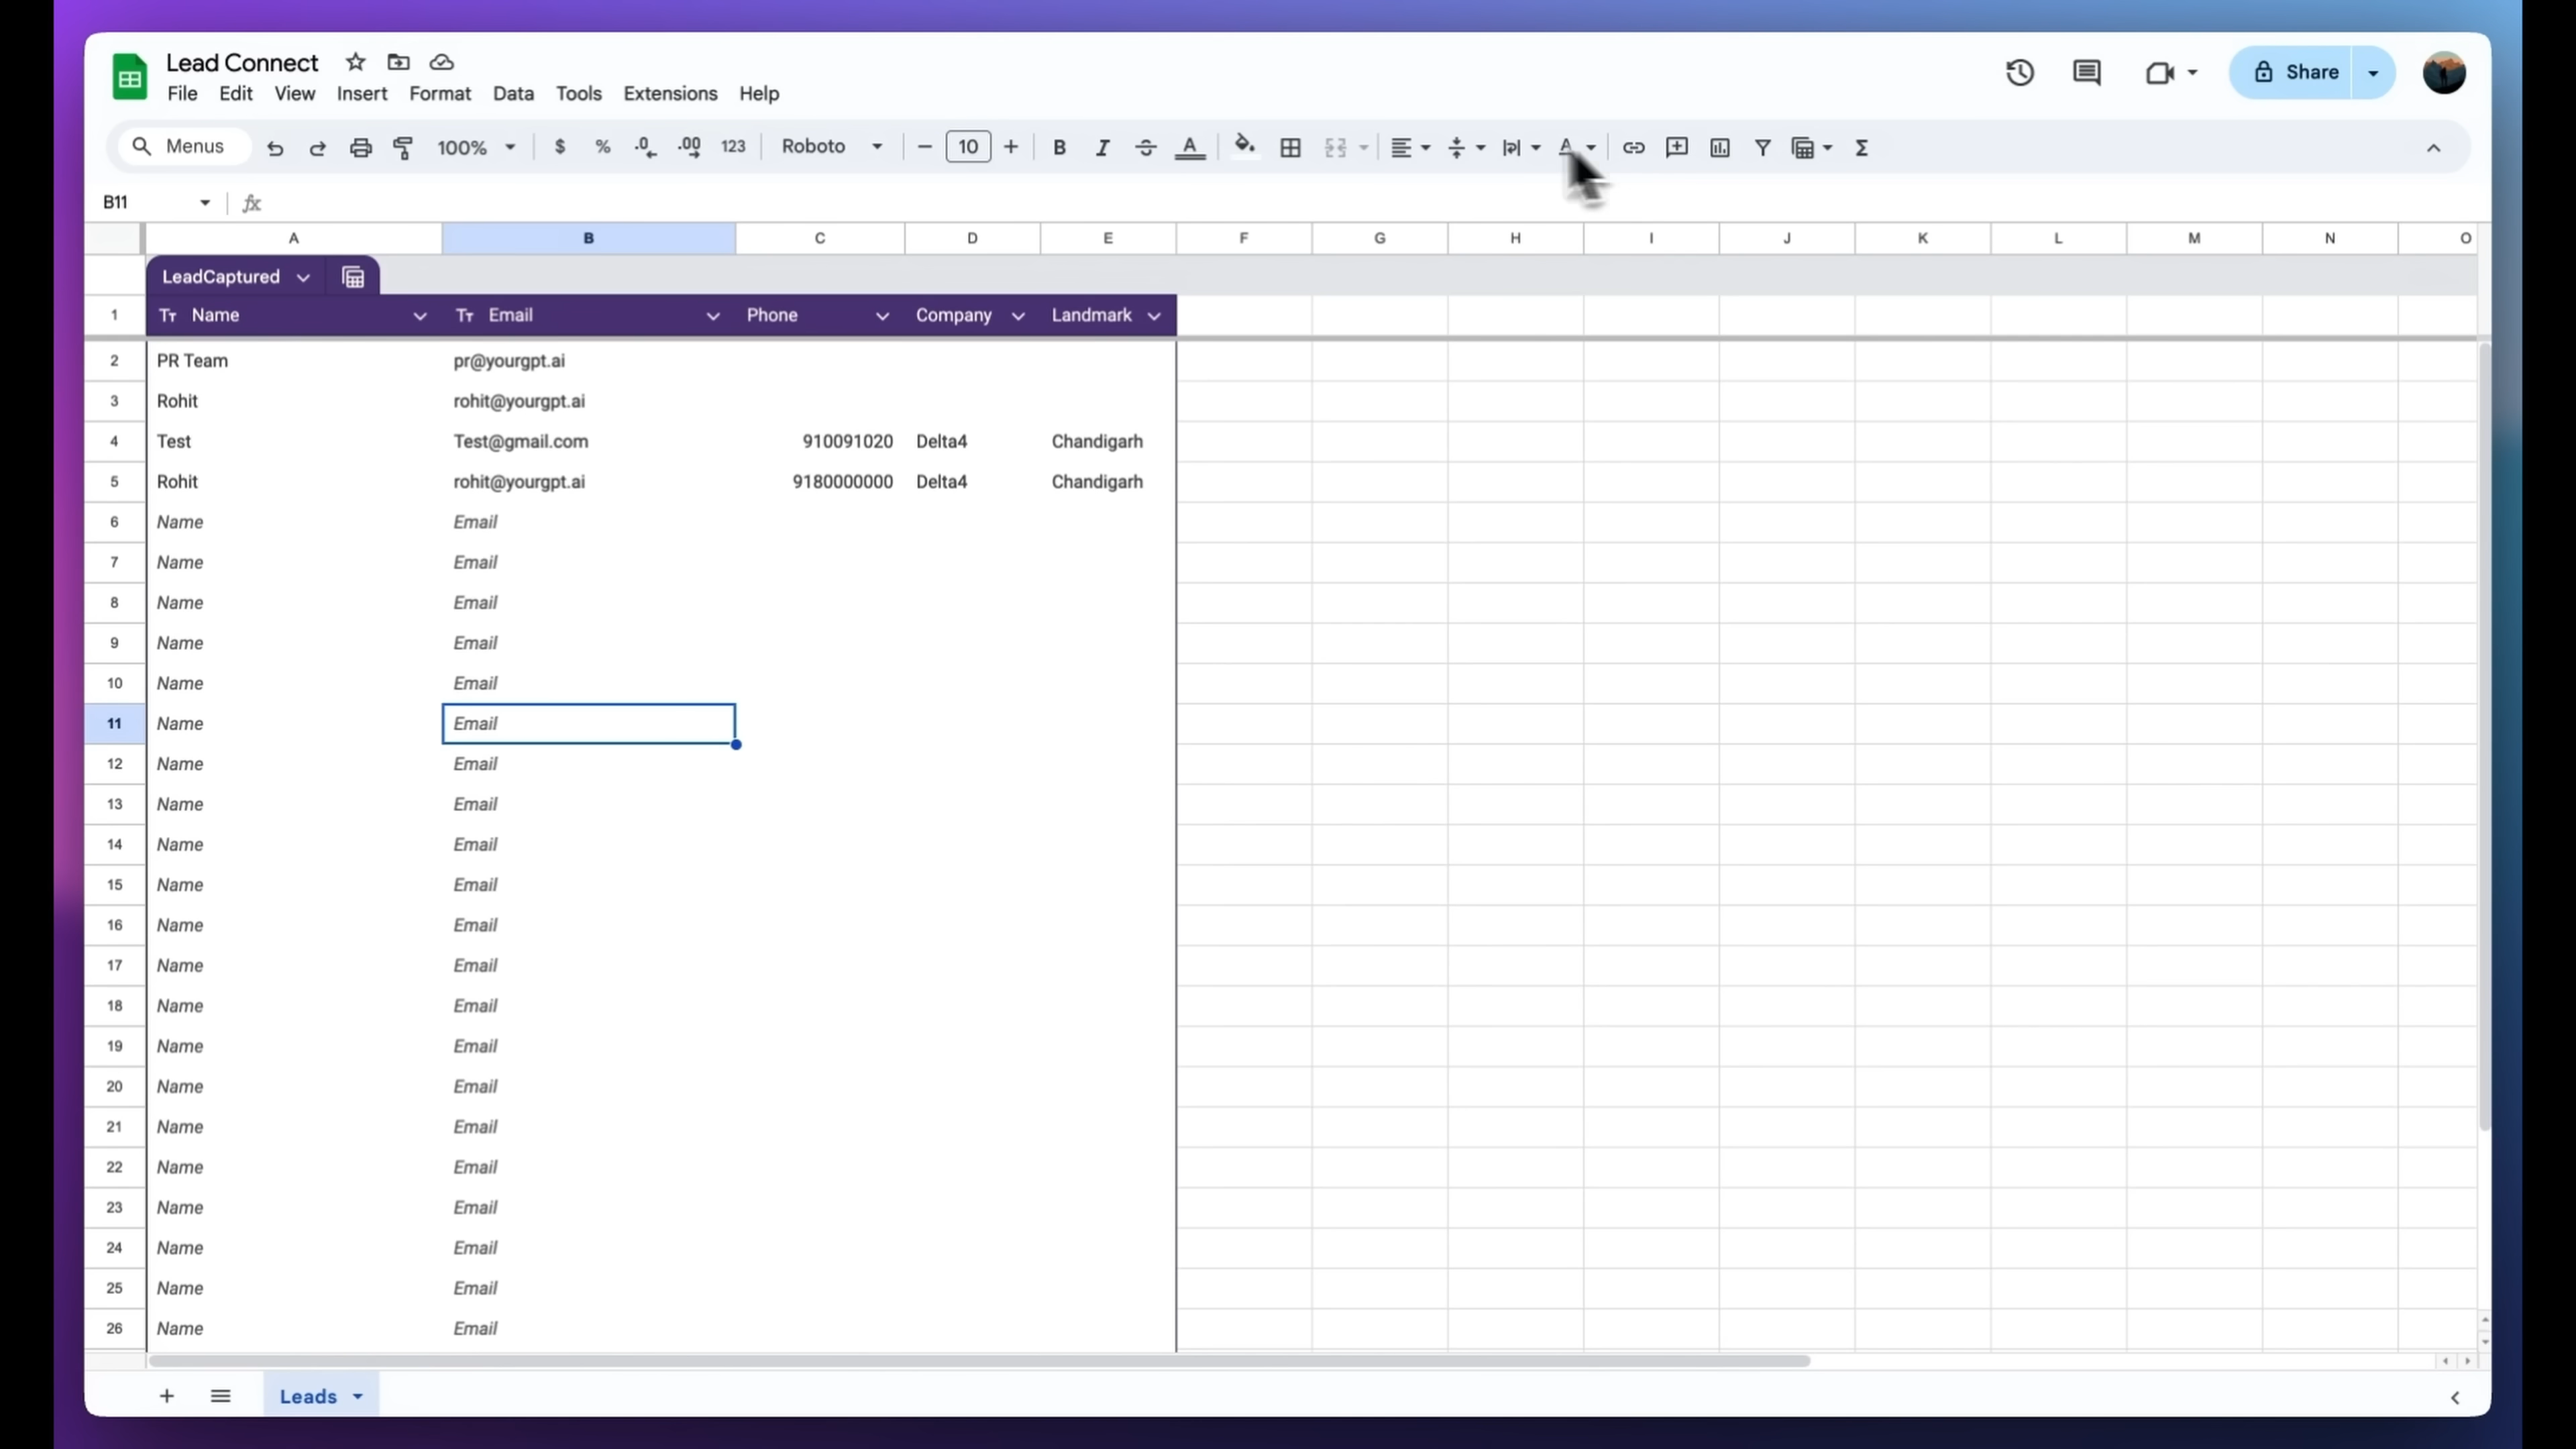 Lead Connect
File Edit View Insert Format Data Tools Extensions Help
Share
Menus 100% $ % .0 .00 123 Roboto 10 B I A A Σ
B11 fx
A B C D E F G H I J K L M N O
LeadCaptured
1 Tт Name Tт Email Phone Company Landmark
2 PR Team pr@yourgpt.ai
3 Rohit rohit@yourgpt.ai
4 Test Test@gmail.com 910091020 Delta4 Chandigarh
5 Rohit rohit@yourgpt.ai 9180000000 Delta4 Chandigarh
6 Name Email
7 Name Email
8 Name Email
9 Name Email
10 Name Email
11 Name Email
12 Name Email
13 Name Email
14 Name Email
15 Name Email
16 Name Email
17 Name Email
18 Name Email
19 Name Email
20 Name Email
21 Name Email
22 Name Email
23 Name Email
24 Name Email
25 Name Email
26 Name Email
Leads